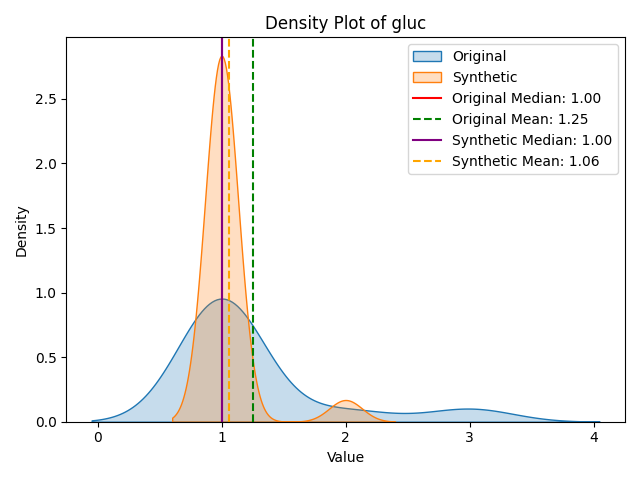 Density Plot of gluc
Original
Synthetic
Original Median: 1.00
Original Mean: 1.25
Synthetic Median: 1.00
Synthetic Mean: 1.06
Density
2.5
2.0
1.5
1.0
0.5
0.0
0 1 2 3 4
Value